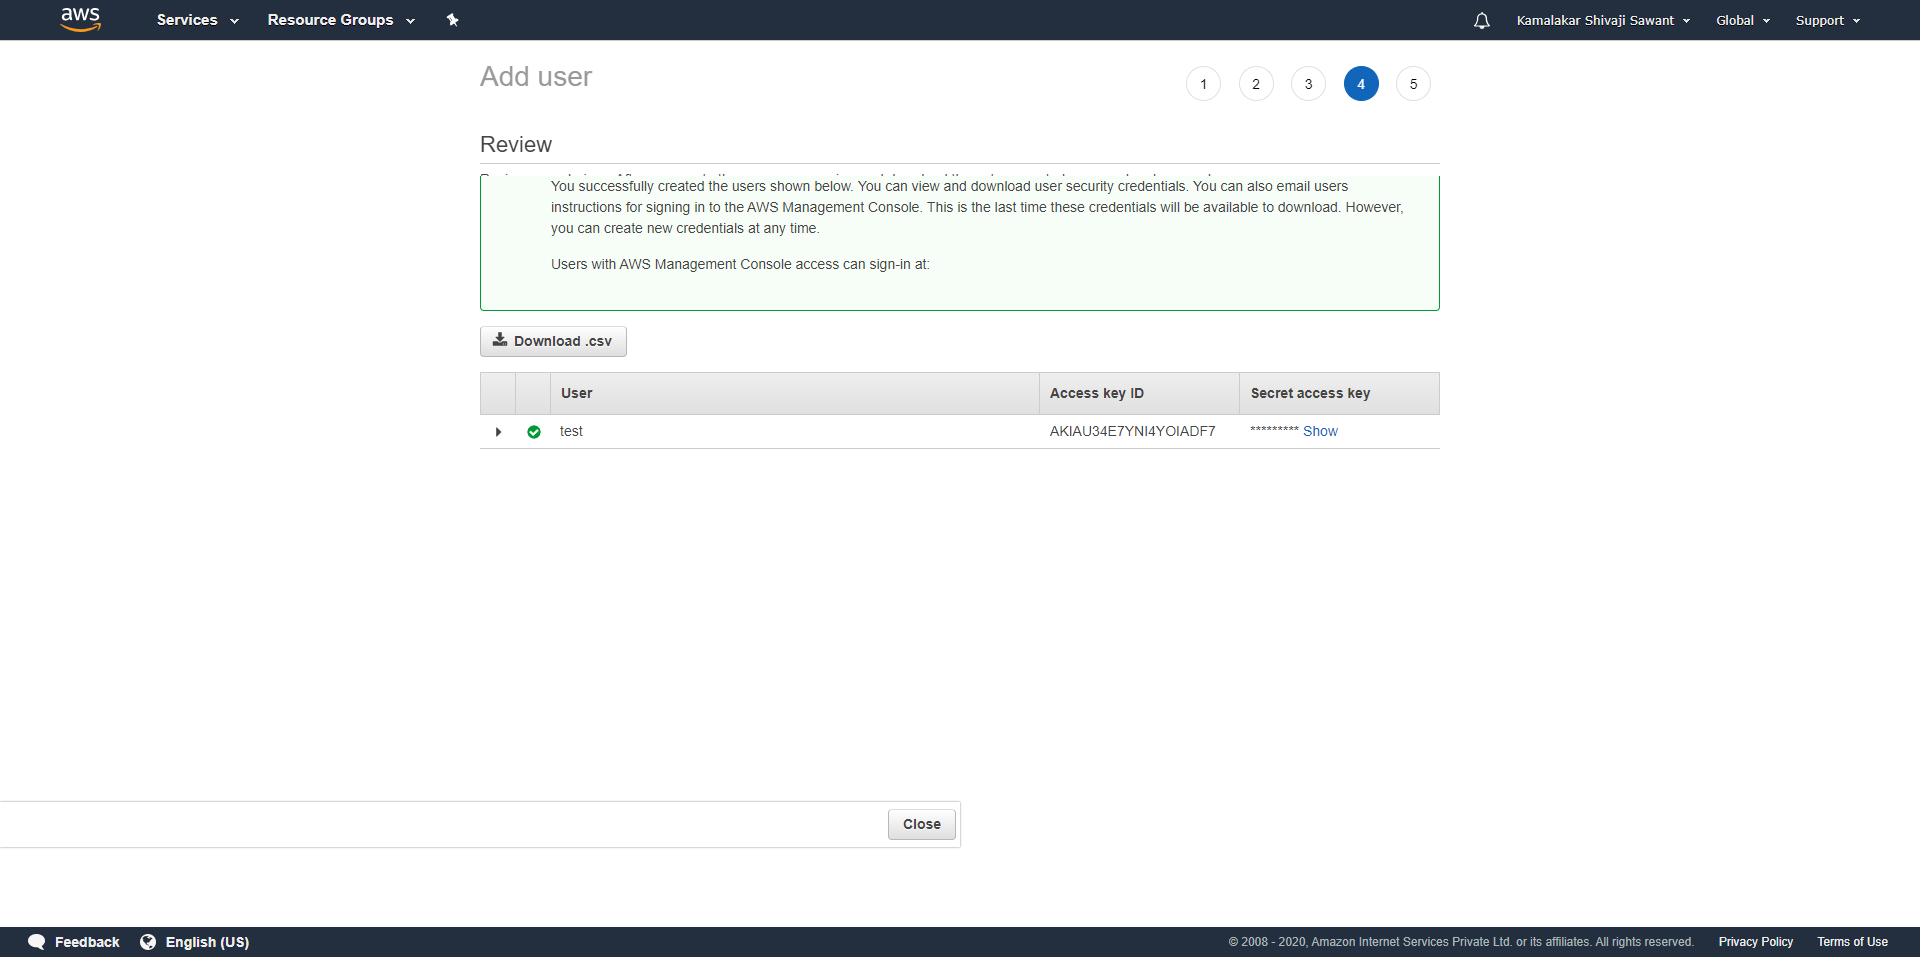 aws Services Resource Groups Kamalakar Shivaji Sawant Global Support
Add user 1 2 3 4 5
Review
You successfully created the users shown below. You can view and download user security credentials. You can also email users
instructions for signing in to the AWS Management Console. This is the last time these credentials will be available to download. However,
you can create new credentials at any time.
Users with AWS Management Console access can sign-in at:
Download .csv
User Access key ID Secret access key
test AKIAU34E7YNI4YOIADF7 ********* Show
Close
Feedback English (US) © 2008 - 2020, Amazon Internet Services Private Ltd. or its affiliates. All rights reserved. Privacy Policy Terms of Use